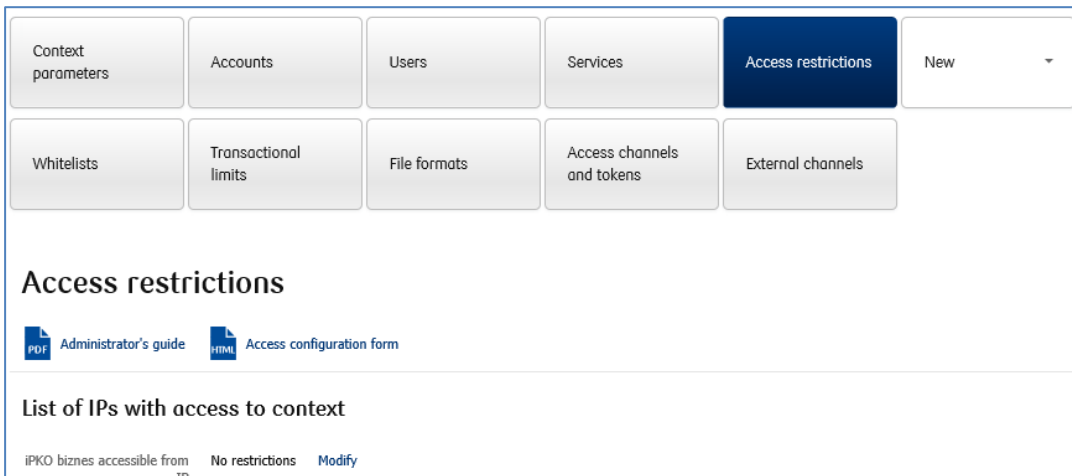 Context
parameters
Accounts
Users
Services
Access restrictions
New
Whitelists
Transactional
limits
File formats
Access channels
and tokens
External channels
Access restrictions
PDF Administrator's guide HTML Access configuration form
List of IPs with access to context
iPKO biznes accessible from No restrictions Modify
IP